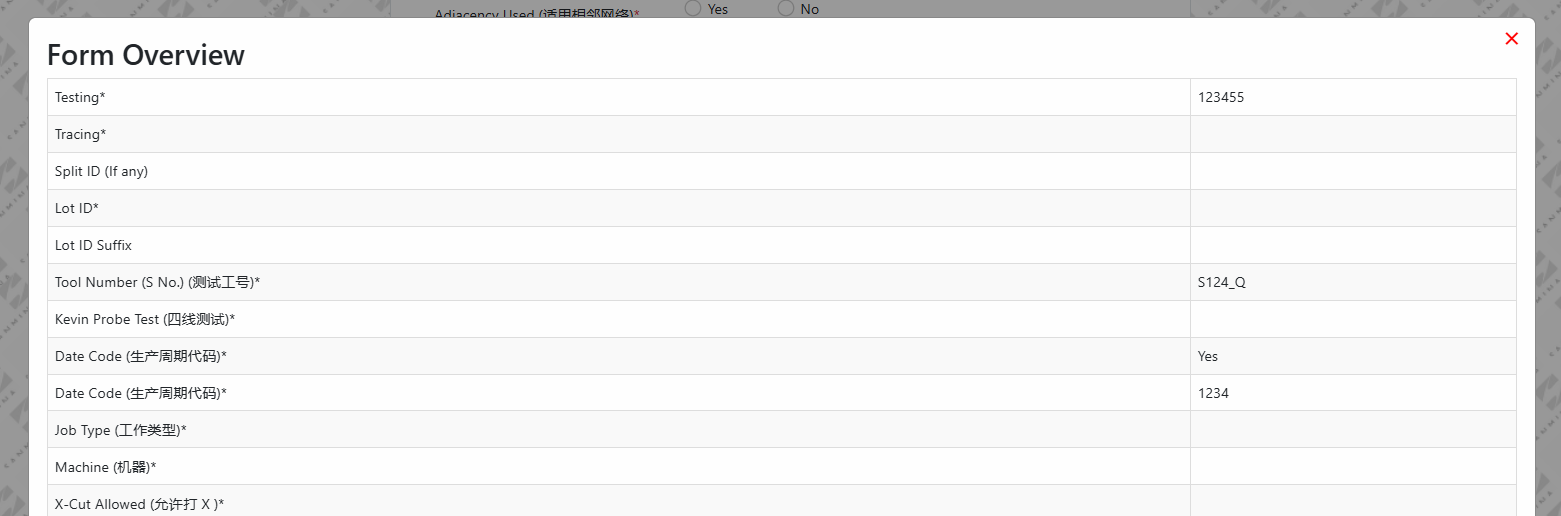 Adjacency Used (适用相邻网络)* Yes No
Form Overview
Testing* 123455
Tracing*
Split ID (If any)
Lot ID*
Lot ID Suffix
Tool Number (S No.) (测试工号)* S124_Q
Kevin Probe Test (四线测试)*
Date Code (生产周期代码)* Yes
Date Code (生产周期代码)* 1234
Job Type (工作类型)*
Machine (机器)*
X-Cut Allowed (允许打 X )*